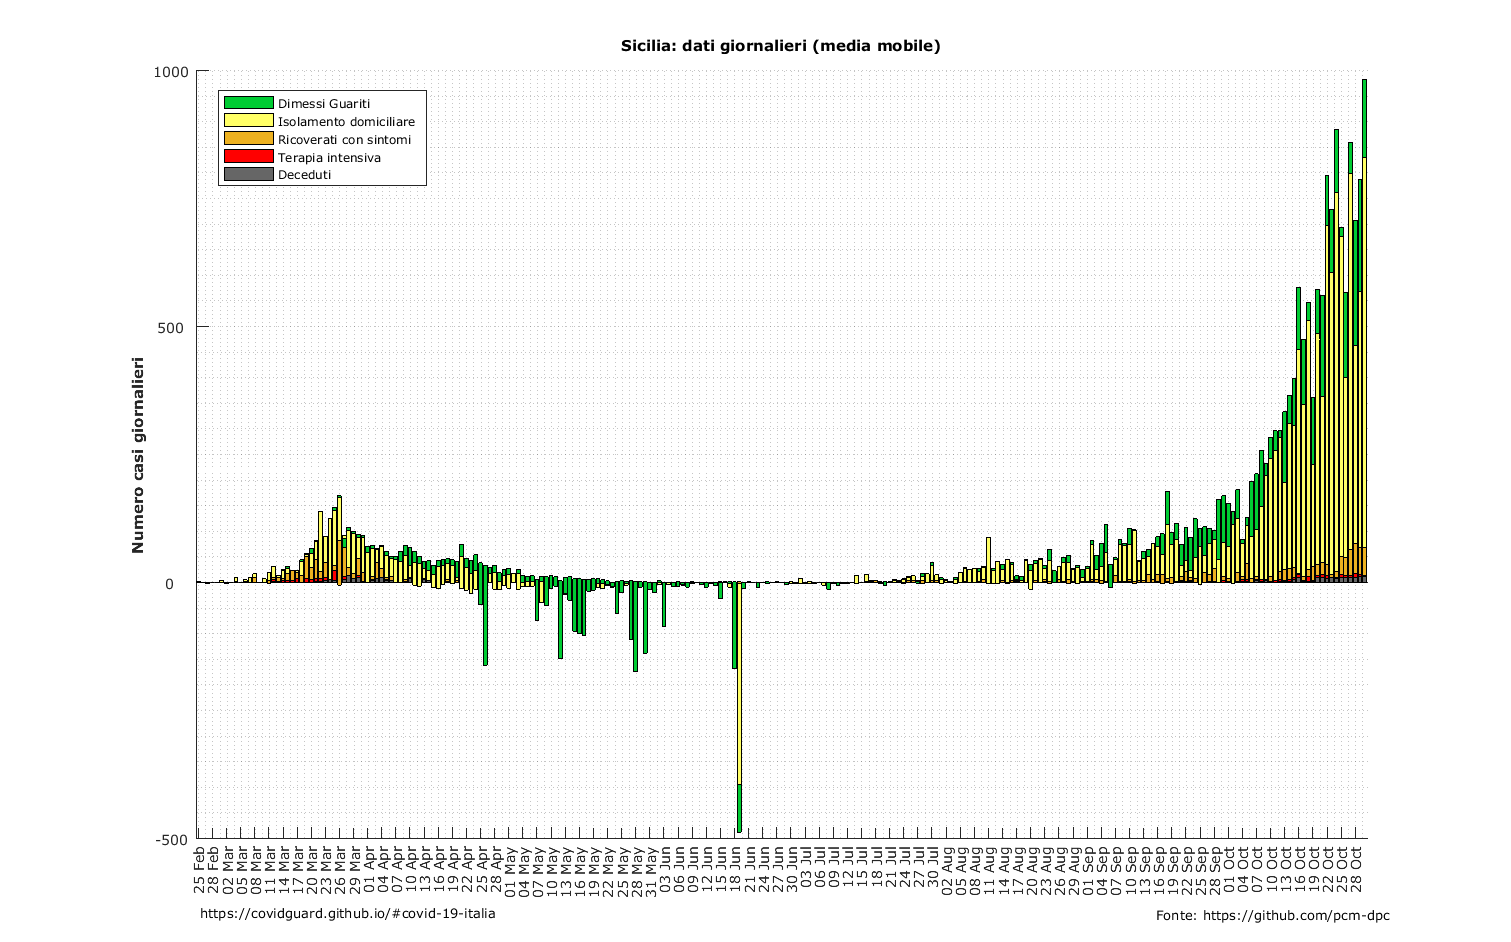 Sicilia: dati giornalieri (media mobile)
1000
Dimessi Guariti
Isolamento domiciliare
Ricoverati con sintomi
Terapia intensiva
Deceduti
500
Numero casi giornalieri
0
-500
25 Feb
28 Feb
02 Mar
05 Mar
08 Mar
11 Mar
14 Mar
17 Mar
20 Mar
23 Mar
26 Mar
29 Mar
01 Apr
04 Apr
07 Apr
10 Apr
13 Apr
16 Apr
19 Apr
22 Apr
25 Apr
28 Apr
01 May
04 May
07 May
10 May
13 May
16 May
19 May
22 May
25 May
28 May
31 May
03 Jun
06 Jun
09 Jun
12 Jun
15 Jun
18 Jun
21 Jun
24 Jun
27 Jun
30 Jun
03 Jul
06 Jul
09 Jul
12 Jul
15 Jul
18 Jul
21 Jul
24 Jul
27 Jul
30 Jul
02 Aug
05 Aug
08 Aug
11 Aug
14 Aug
17 Aug
20 Aug
23 Aug
26 Aug
29 Aug
01 Sep
04 Sep
07 Sep
10 Sep
13 Sep
16 Sep
19 Sep
22 Sep
25 Sep
28 Sep
01 Oct
04 Oct
07 Oct
10 Oct
13 Oct
16 Oct
19 Oct
22 Oct
25 Oct
28 Oct
https://covidguard.github.io/#covid-19-italia
Fonte: https://github.com/pcm-dpc